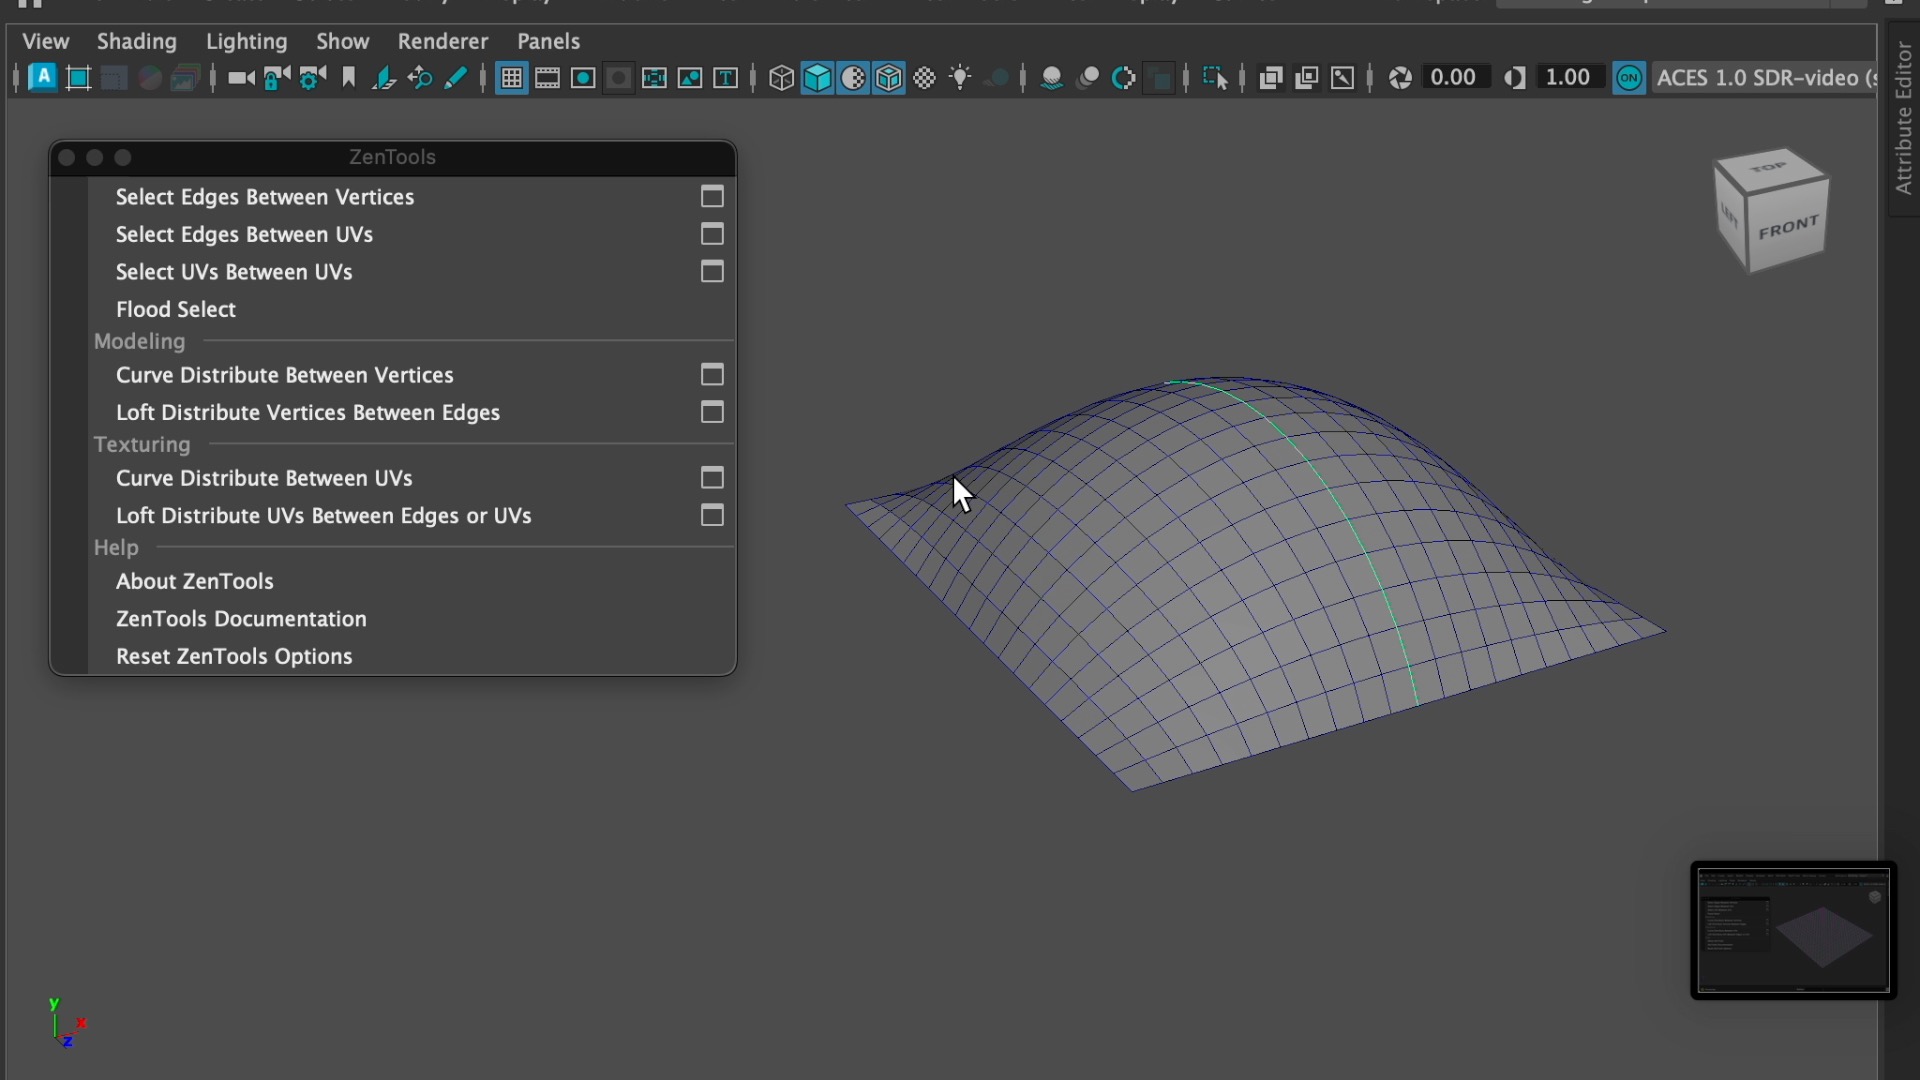 View Shading Lighting Show Renderer Panels
A T 0.00 1.00 ON ACES 1.0 SDR-video (s
Attribute Editor
ZenTools
Select Edges Between Vertices
Select Edges Between UVs
Select UVs Between UVs
Flood Select
Modeling
Curve Distribute Between Vertices
Loft Distribute Vertices Between Edges
Texturing
Curve Distribute Between UVs
Loft Distribute UVs Between Edges or UVs
Help
About ZenTools
ZenTools Documentation
Reset ZenTools Options
TOP
LEFT FRONT
y
x
z